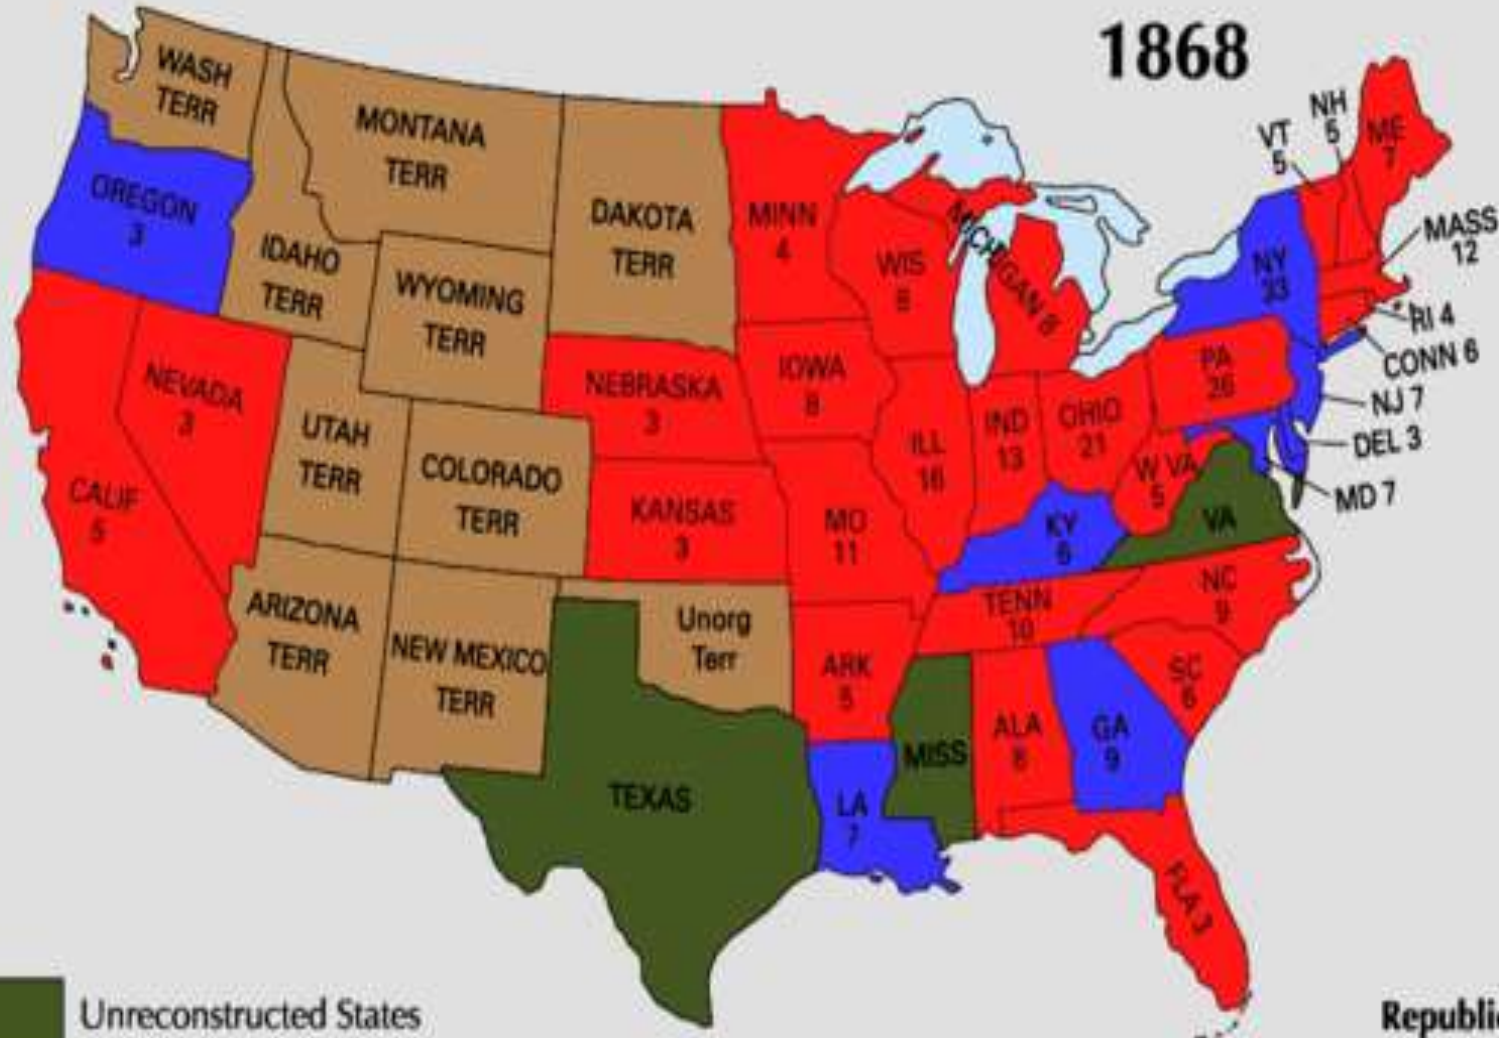 1868
WASH
TERR
MONTANA
TERR
OREGON
3
IDAHO
TERR
WYOMING
TERR
DAKOTA
TERR
MINN
4
WIS
8
MICHIGAN 8
VT
5
NH
5
ME
7
MASS
12
NY
33
RI 4
CONN 6
NJ 7
DEL 3
MD 7
PA
26
NEVADA
3
CALIF
5
UTAH
TERR
COLORADO
TERR
NEBRASKA
3
KANSAS
3
IOWA
8
ILL
16
IND
13
OHIO
21
W VA
5
VA
MO
11
KY
6
ARIZONA
TERR
NEW MEXICO
TERR
Unorg
Terr
TENN
10
NC
9
ARK
5
SC
6
MISS
ALA
8
GA
9
TEXAS
LA
7
FLA 3
Unreconstructed States